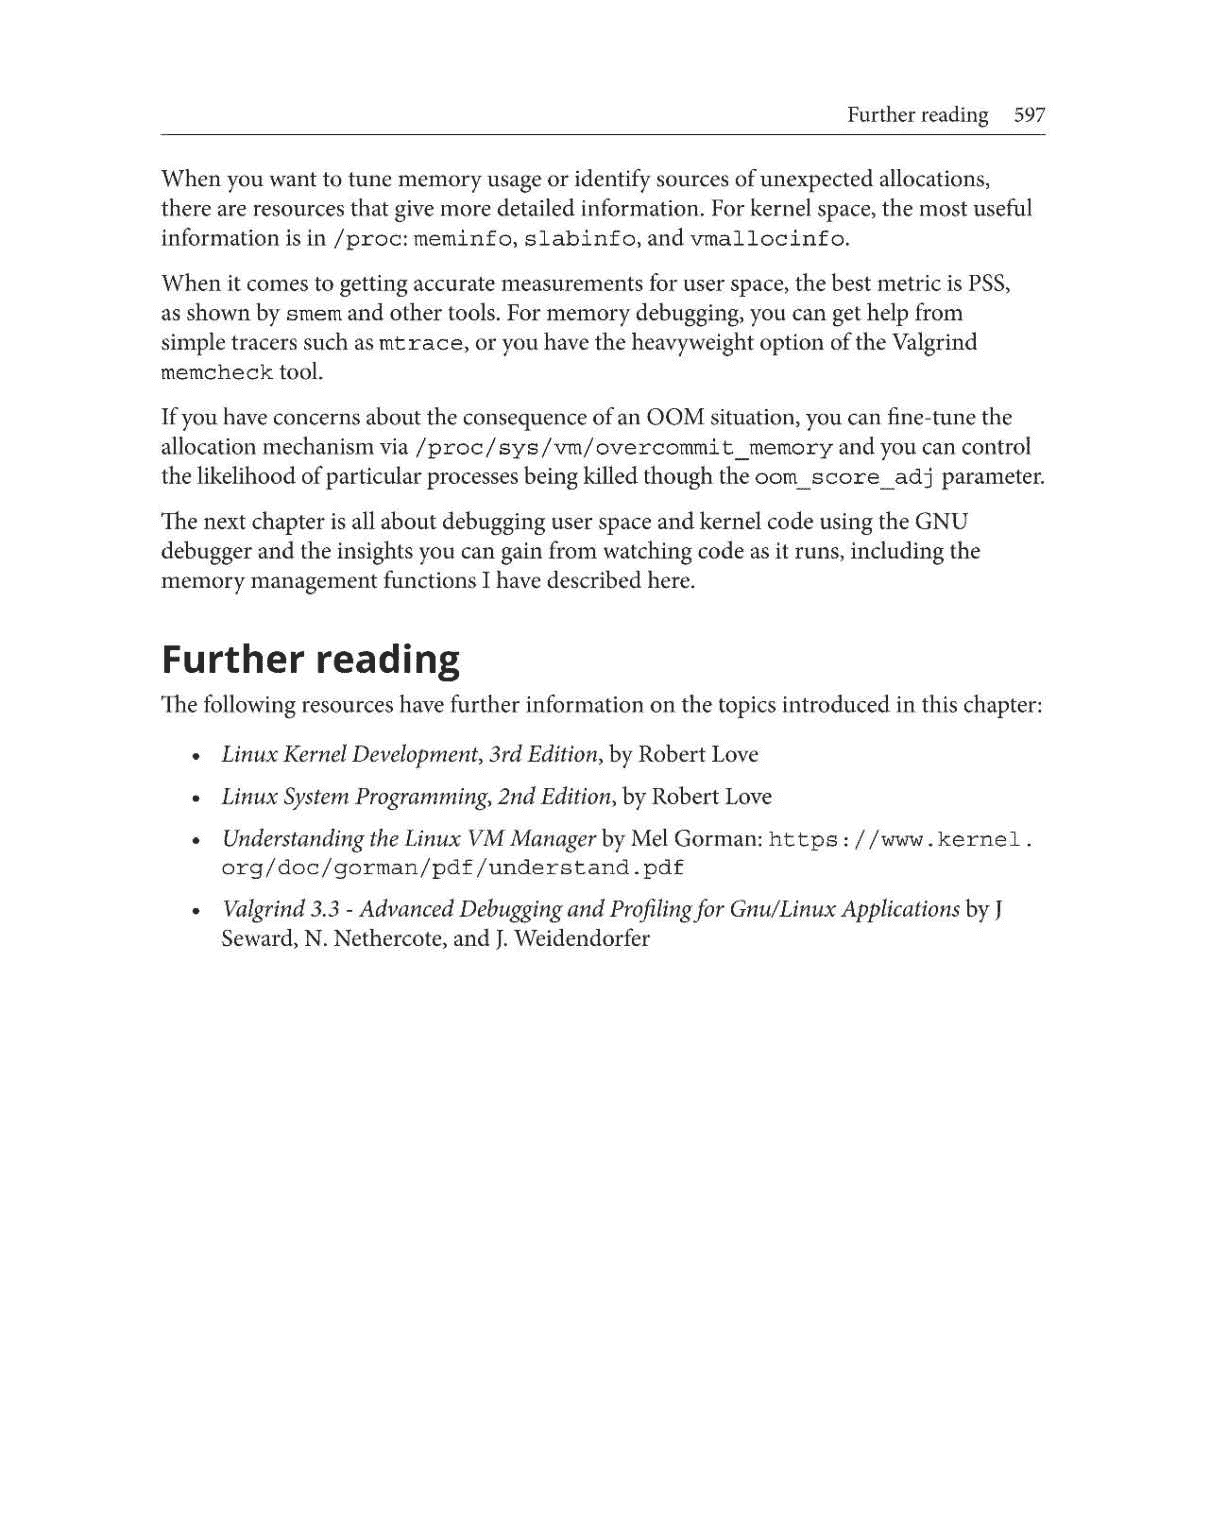 Further reading 597
When you want to tune memory usage or identify sources of unexpected allocations,
there are resources that give more detailed information. For kernel space, the most useful
information is in /proc: meminfo, slabinfo, and vmallocinfo.
When it comes to getting accurate measurements for user space, the best metric is PSS,
as shown by smem and other tools. For memory debugging, you can get help from
simple tracers such as mtrace, or you have the heavyweight option of the Valgrind
memcheck tool.
If you have concerns about the consequence of an OOM situation, you can fine-tune the
allocation mechanism via /proc/sys/vm/overcommit_memory and you can control
the likelihood of particular processes being killed though the oom_score_adj parameter.
The next chapter is all about debugging user space and kernel code using the GNU
debugger and the insights you can gain from watching code as it runs, including the
memory management functions I have described here.
Further reading
The following resources have further information on the topics introduced in this chapter:
• Linux Kernel Development, 3rd Edition, by Robert Love
• Linux System Programming, 2nd Edition, by Robert Love
• Understanding the Linux VM Manager by Mel Gorman: https://www.kernel.
org/doc/gorman/pdf/understand.pdf
• Valgrind 3.3 - Advanced Debugging and Profiling for Gnu/Linux Applications by J
Seward, N. Nethercote, and J. Weidendorfer